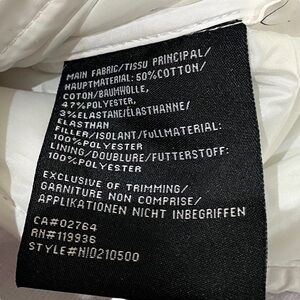 MAIN FABRIC/TISSU PRINCIPAL/
HAUPTMATERIAL: 50%COTTON/
COTON/BAUMWOLLE,
47%POLYESTER,
3%ELASTANE/ÉLASTHANNE/
ELASTHAN
FILLER/ISOLANT/FULLMATERIAL:
100%POLYESTER
LINING/DOUBLURE/FUTTERSTOFF:
100%POLYESTER
EXCLUSIVE OF TRIMMING/
GARNITURE NON COMPRISE/
APPLIKATIONEN NICHT INBEGRIFFEN
CA#02764
RN#119936
STYLE#NI0210500